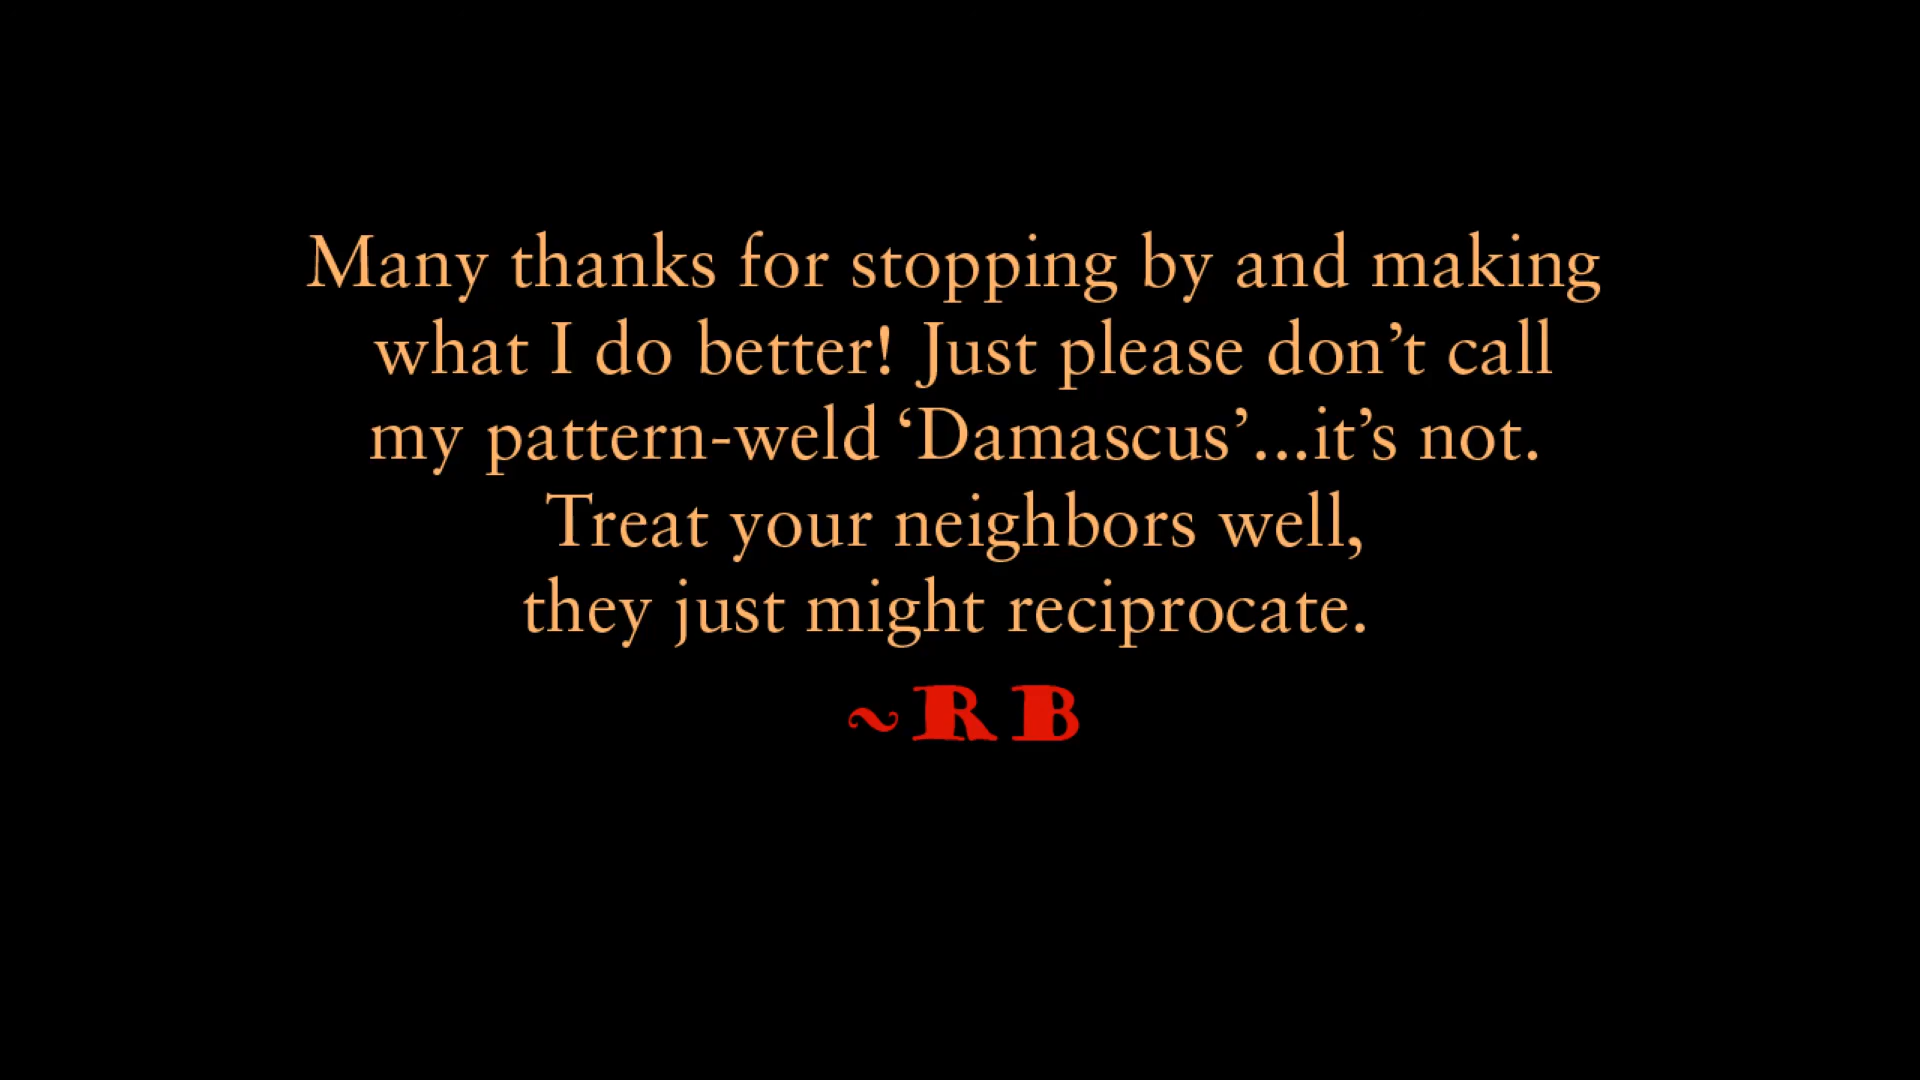 Many thanks for stopping by and making
what I do better! Just please don’t call
my pattern-weld ‘Damascus’...it’s not.
Treat your neighbors well,
they just might reciprocate.
~RB